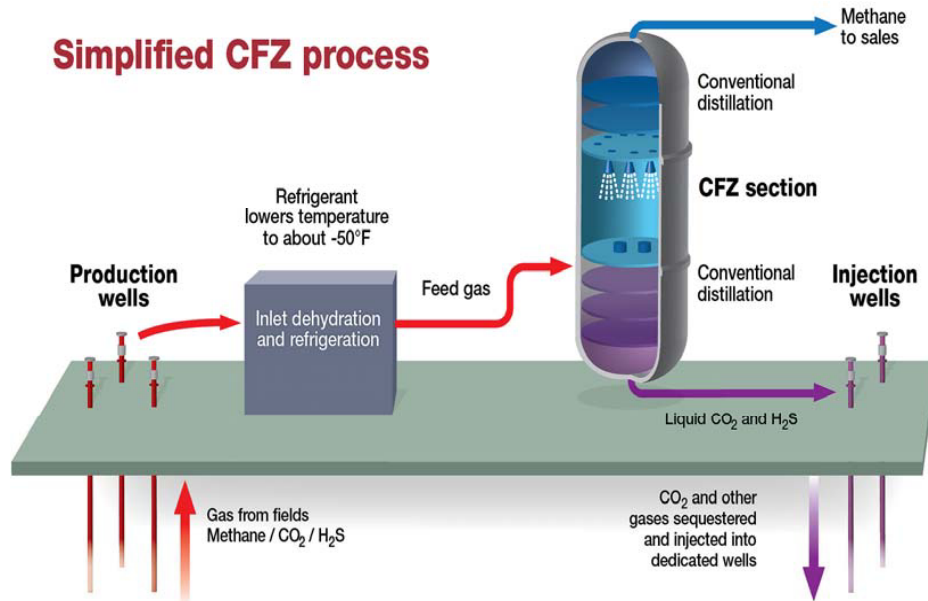 Simplified CFZ process
Methane
to sales
Conventional
distillation
CFZ section
Refrigerant
lowers temperature
to about -50°F
Production
wells
Inlet dehydration
and refrigeration
Feed gas
Conventional
distillation
Injection
wells
Liquid CO₂ and H₂S
Gas from fields
Methane / CO₂ / H₂S
CO₂ and other
gases sequestered
and injected into
dedicated wells